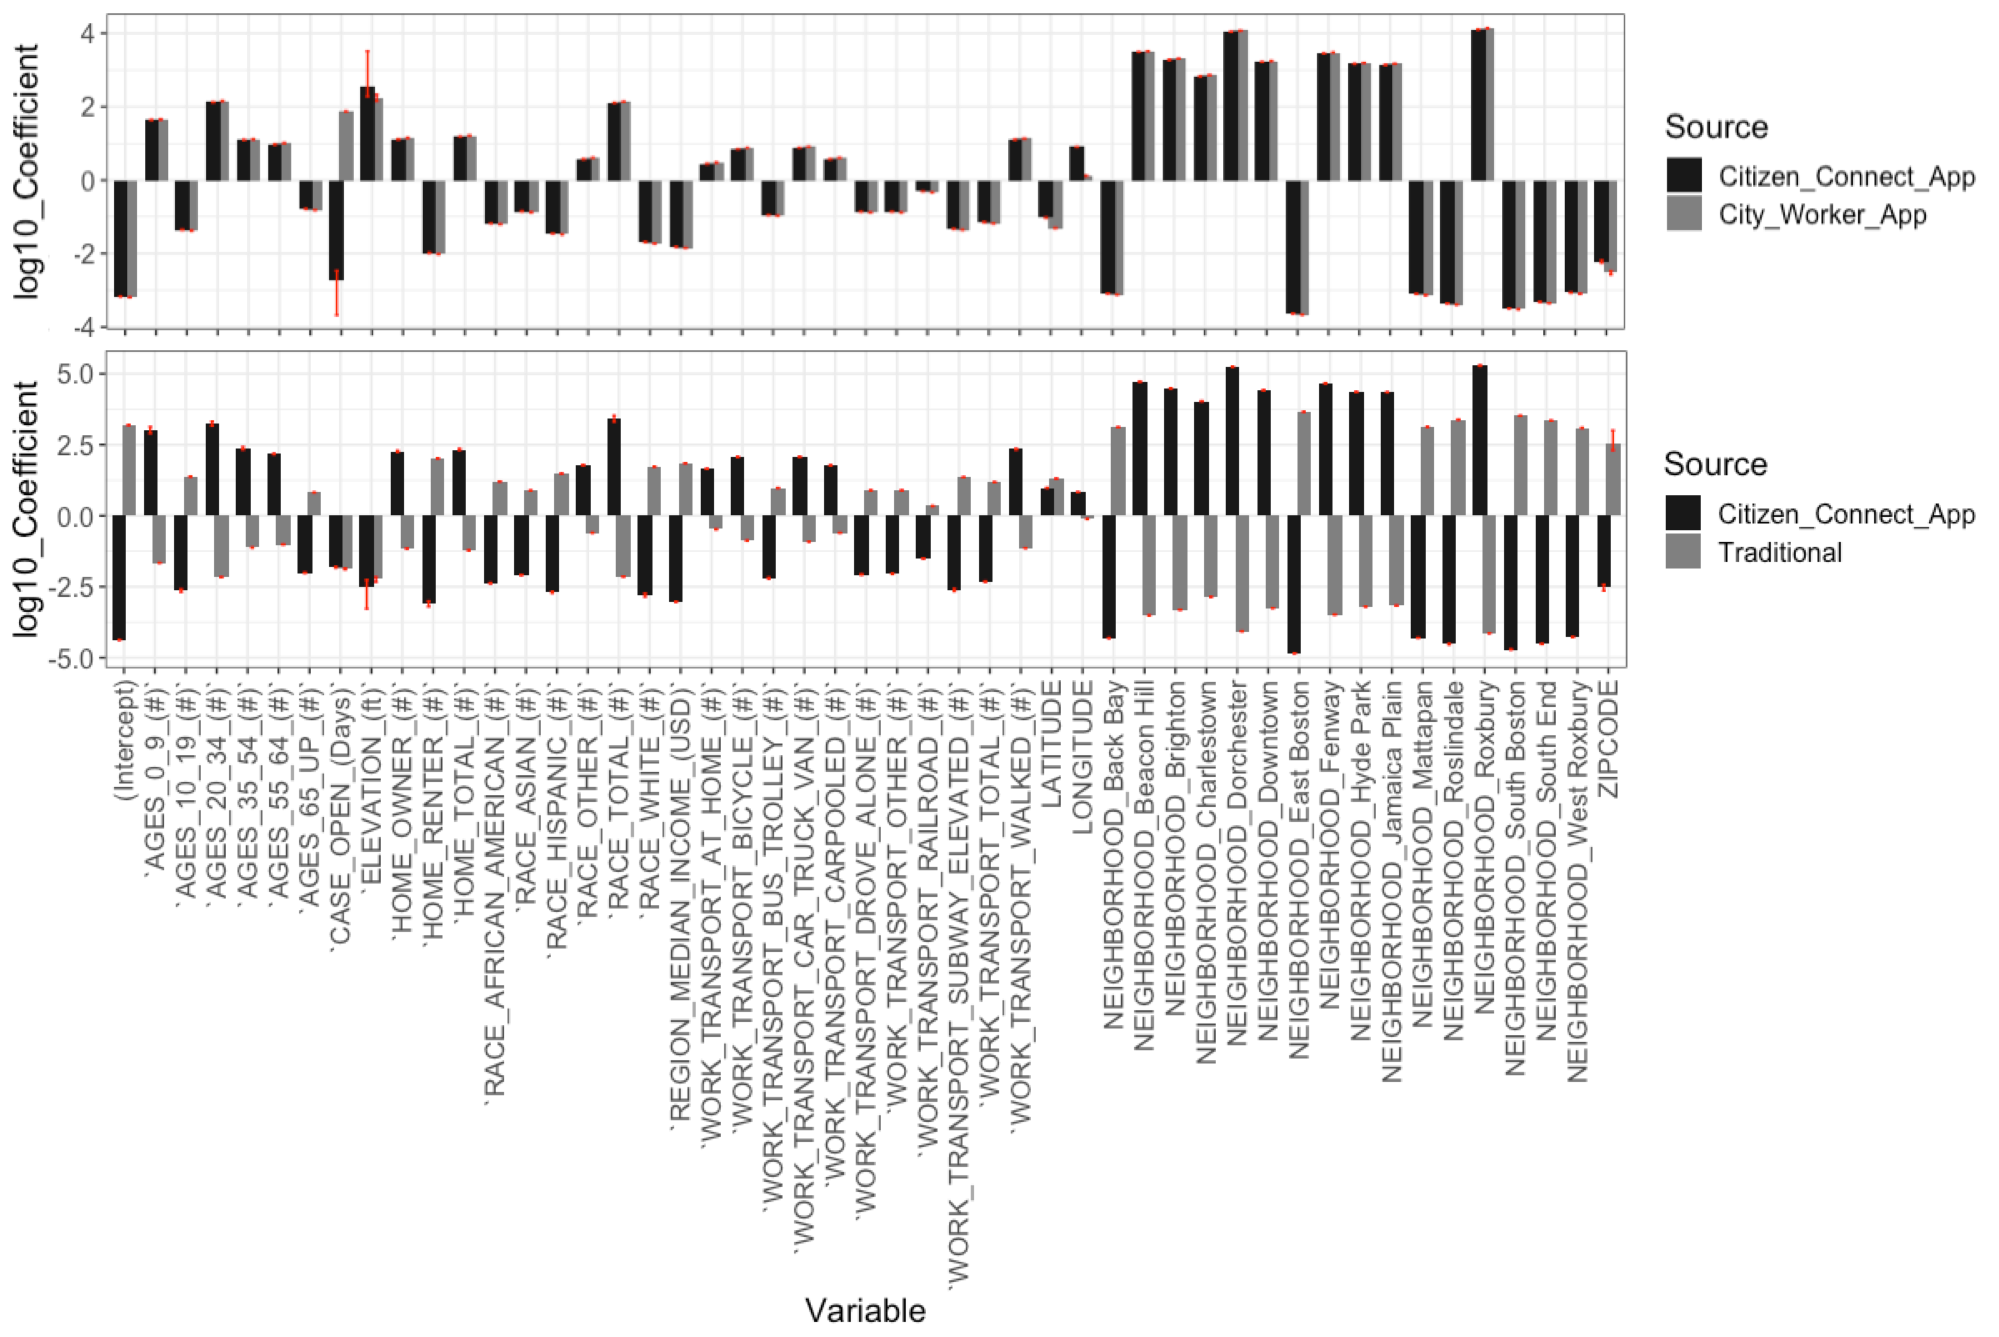 log10_Coefficient
4
2
0
-2
-4
Source
Citizen_Connect_App
City_Worker_App
log10_Coefficient
5.0
2.5
0.0
-2.5
-5.0
Source
Citizen_Connect_App
Traditional
(Intercept)
`AGES_0_9_(#)`
`AGES_10_19_(#)`
`AGES_20_34_(#)`
`AGES_35_54_(#)`
`AGES_55_64_(#)`
`AGES_65_UP_(#)`
`CASE_OPEN_(Days)`
`ELEVATION_(ft)`
`HOME_OWNER_(#)`
`HOME_RENTER_(#)`
`HOME_TOTAL_(#)`
`RACE_AFRICAN_AMERICAN_(#)`
`RACE_ASIAN_(#)`
`RACE_HISPANIC_(#)`
`RACE_OTHER_(#)`
`RACE_TOTAL_(#)`
`RACE_WHITE_(#)`
`REGION_MEDIAN_INCOME_(USD)`
`WORK_TRANSPORT_AT_HOME_(#)`
`WORK_TRANSPORT_BICYCLE_(#)`
`WORK_TRANSPORT_BUS_TROLLEY_(#)`
`WORK_TRANSPORT_CAR_TRUCK_VAN_(#)`
`WORK_TRANSPORT_CARPOOLED_(#)`
`WORK_TRANSPORT_DROVE_ALONE_(#)`
`WORK_TRANSPORT_OTHER_(#)`
`WORK_TRANSPORT_RAILROAD_(#)`
`WORK_TRANSPORT_SUBWAY_ELEVATED_(#)`
`WORK_TRANSPORT_TOTAL_(#)`
`WORK_TRANSPORT_WALKED_(#)`
LATITUDE
LONGITUDE
NEIGHBORHOOD_Back Bay
NEIGHBORHOOD_Beacon Hill
NEIGHBORHOOD_Brighton
NEIGHBORHOOD_Charlestown
NEIGHBORHOOD_Dorchester
NEIGHBORHOOD_Downtown
NEIGHBORHOOD_East Boston
NEIGHBORHOOD_Fenway
NEIGHBORHOOD_Hyde Park
NEIGHBORHOOD_Jamaica Plain
NEIGHBORHOOD_Mattapan
NEIGHBORHOOD_Roslindale
NEIGHBORHOOD_Roxbury
NEIGHBORHOOD_South Boston
NEIGHBORHOOD_South End
NEIGHBORHOOD_West Roxbury
ZIPCODE
Variable